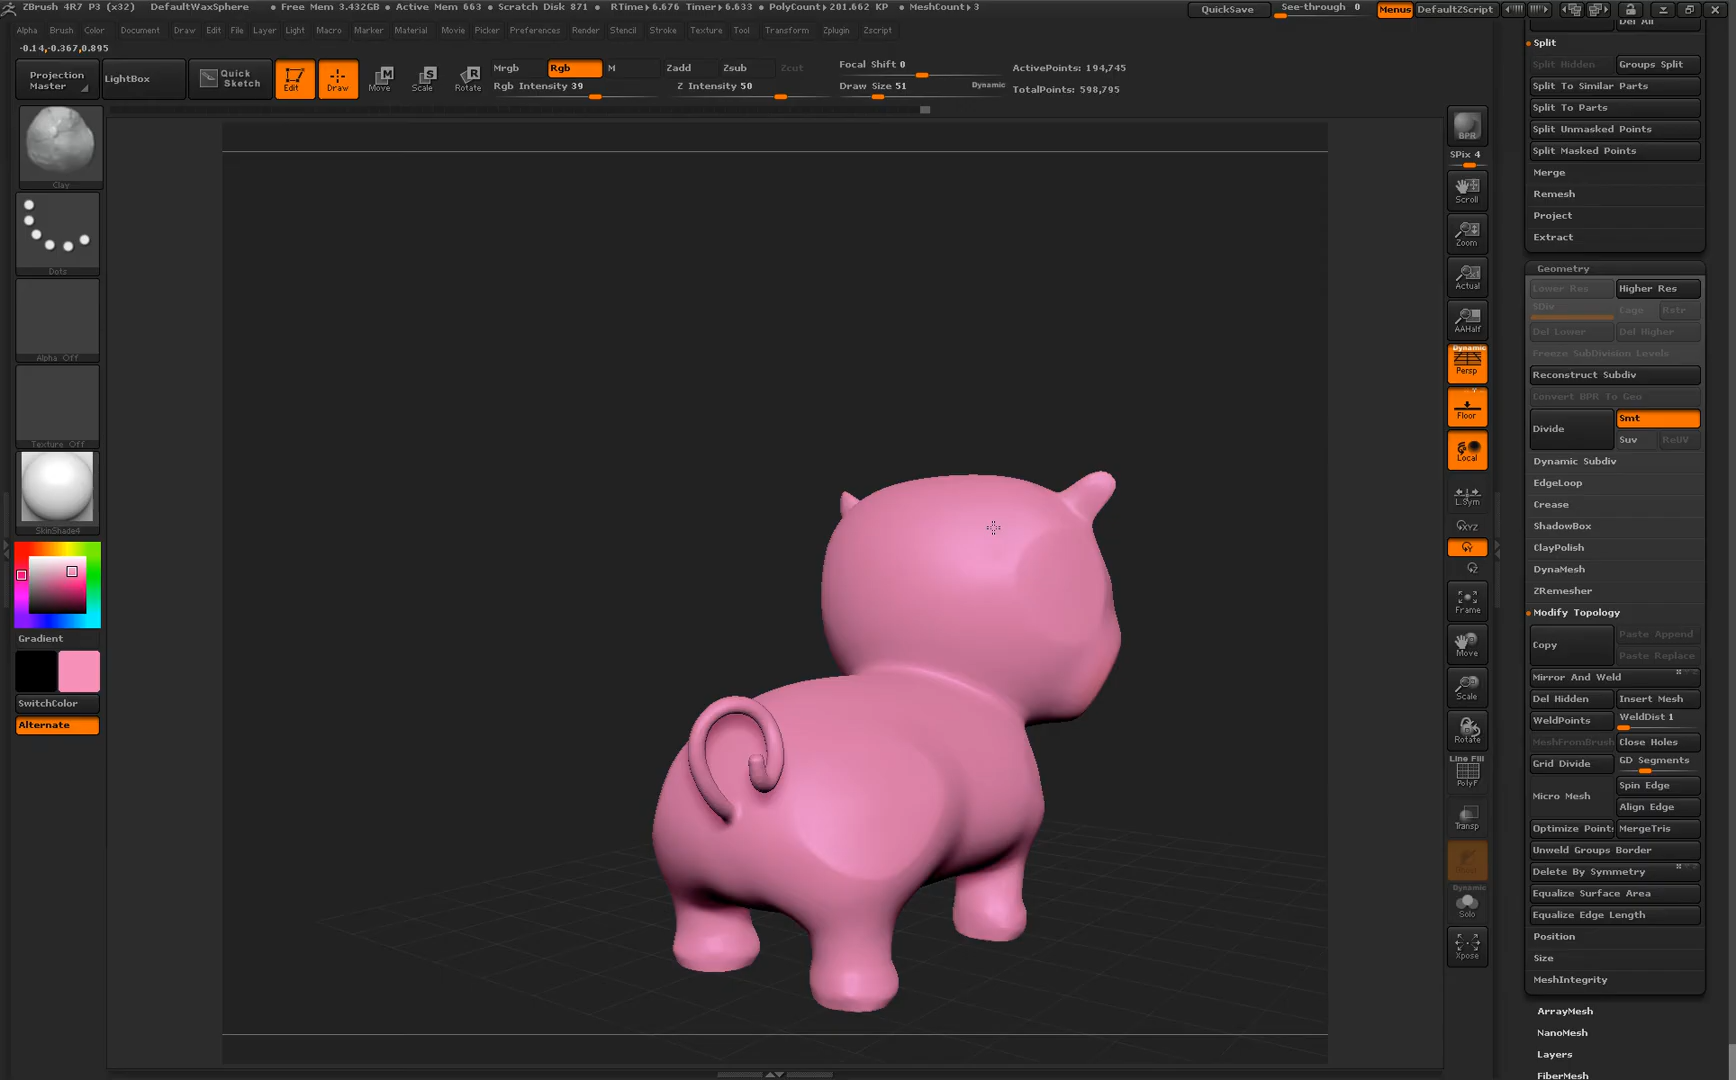 ZBrush 4R7 P3 (x32) DefaultWaxSphere • Free Mem 3.432GB • Active Mem 663 • Scratch Disk 871 • RTime▸6.676 Timer▸6.633 • PolyCount▸201.662 KP • MeshCount▸3 QuickSave See-through 0 Menus DefaultZScript
Alpha Brush Color Document Draw Edit File Layer Light Macro Marker Material Movie Picker Preferences Render Stencil Stroke Texture Tool Transform Zplugin Zscript
-0.14,-0.367,0.895
Projection Master
LightBox
Quick Sketch
Edit
Draw
Move
Scale
Rotate
Mrgb Rgb M
Rgb Intensity 39
Zadd Zsub Zcut
Z Intensity 50
Focal Shift 0
Draw Size 51 Dynamic
ActivePoints: 194,745
TotalPoints: 598,795
Clay
Dots
Alpha Off
Texture Off
SkinShade4
Gradient
SwitchColor
Alternate
BPR
SPix 4
Scroll
Zoom
Actual
AAHalf
Dynamic
Persp
Floor
Local
L.Sym
XYZ
Y
Z
Frame
Move
Scale
Rotate
Line Fill
PolyF
Transp
Dynamic
Solo
Xpose
Del All
Split
Split Hidden Groups Split
Split To Similar Parts
Split To Parts
Split Unmasked Points
Split Masked Points
Merge
Remesh
Project
Extract
Geometry
Lower Res Higher Res
SDiv Cage Rstr
Del Lower Del Higher
Freeze SubDivision Levels
Reconstruct Subdiv
Convert BPR To Geo
Divide Smt
Suv ReUV
Dynamic Subdiv
EdgeLoop
Crease
ShadowBox
ClayPolish
DynaMesh
ZRemesher
Modify Topology
Copy Paste Append
Paste Replace
Mirror And Weld
Del Hidden Insert Mesh
WeldPoints WeldDist 1
MeshFromBrush Close Holes
Grid Divide GD Segments
Micro Mesh Spin Edge
Align Edge
Optimize Points MergeTris
Unweld Groups Border
Delete By Symmetry
Equalize Surface Area
Equalize Edge Length
Position
Size
MeshIntegrity
ArrayMesh
NanoMesh
Layers
FiberMesh